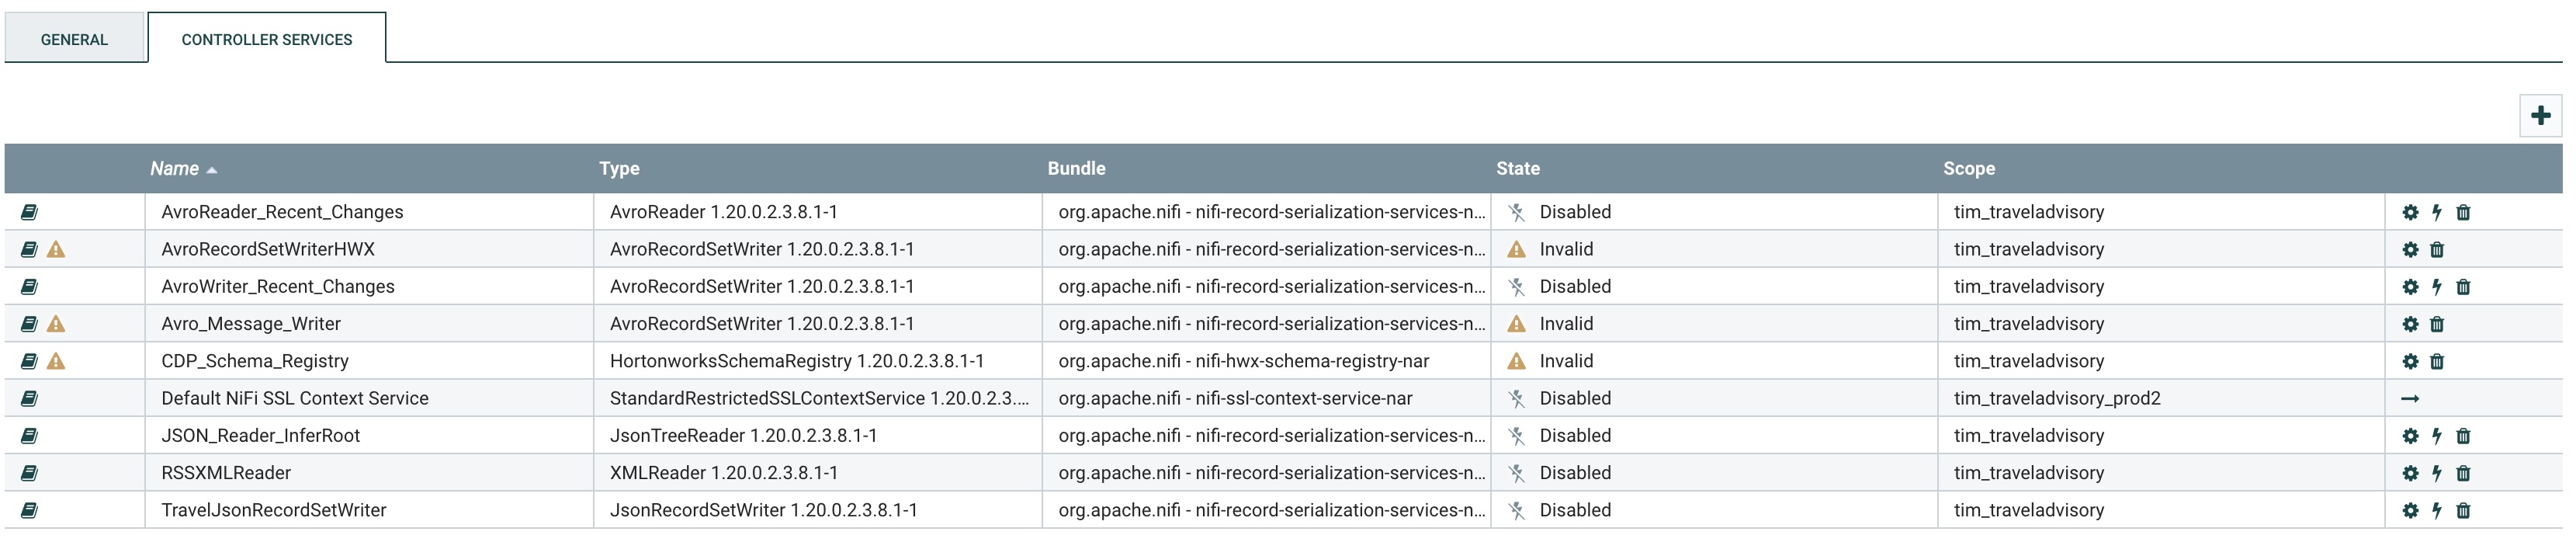 GENERAL CONTROLLER SERVICES
Name Type Bundle State Scope
AvroReader_Recent_Changes AvroReader 1.20.0.2.3.8.1-1 org.apache.nifi - nifi-record-serialization-services-n... Disabled tim_traveladvisory
AvroRecordSetWriterHWX AvroRecordSetWriter 1.20.0.2.3.8.1-1 org.apache.nifi - nifi-record-serialization-services-n... Invalid tim_traveladvisory
AvroWriter_Recent_Changes AvroRecordSetWriter 1.20.0.2.3.8.1-1 org.apache.nifi - nifi-record-serialization-services-n... Disabled tim_traveladvisory
Avro_Message_Writer AvroRecordSetWriter 1.20.0.2.3.8.1-1 org.apache.nifi - nifi-record-serialization-services-n... Invalid tim_traveladvisory
CDP_Schema_Registry HortonworksSchemaRegistry 1.20.0.2.3.8.1-1 org.apache.nifi - nifi-hwx-schema-registry-nar Invalid tim_traveladvisory
Default NiFi SSL Context Service StandardRestrictedSSLContextService 1.20.0.2.3.... org.apache.nifi - nifi-ssl-context-service-nar Disabled tim_traveladvisory_prod2
JSON_Reader_InferRoot JsonTreeReader 1.20.0.2.3.8.1-1 org.apache.nifi - nifi-record-serialization-services-n... Disabled tim_traveladvisory
RSSXMLReader XMLReader 1.20.0.2.3.8.1-1 org.apache.nifi - nifi-record-serialization-services-n... Disabled tim_traveladvisory
TravelJsonRecordSetWriter JsonRecordSetWriter 1.20.0.2.3.8.1-1 org.apache.nifi - nifi-record-serialization-services-n... Disabled tim_traveladvisory